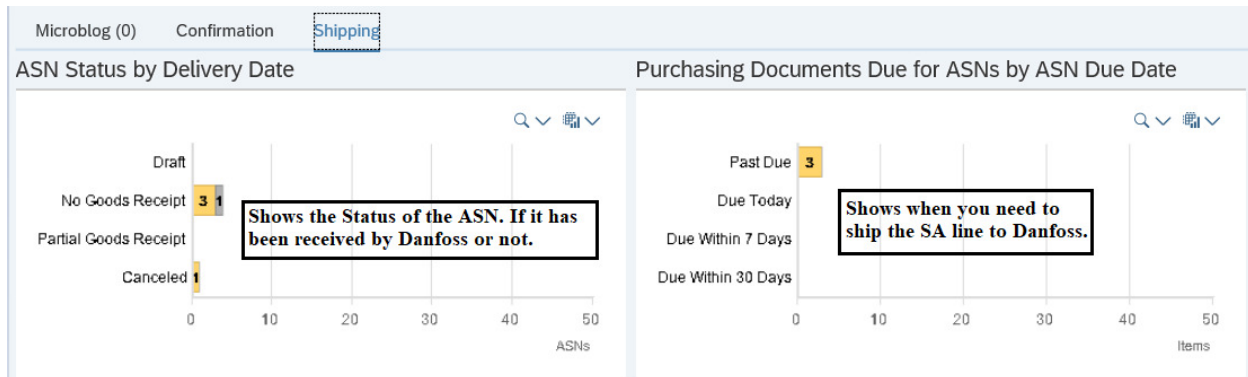 Microblog (0) Confirmation Shipping
ASN Status by Delivery Date
Draft
No Goods Receipt 3 1
Partial Goods Receipt
Canceled 1
Shows the Status of the ASN. If it has
been received by Danfoss or not.
0 10 20 30 40 50
ASNs
Purchasing Documents Due for ASNs by ASN Due Date
Past Due 3
Due Today
Due Within 7 Days
Due Within 30 Days
Shows when you need to
ship the SA line to Danfoss.
0 10 20 30 40 50
Items